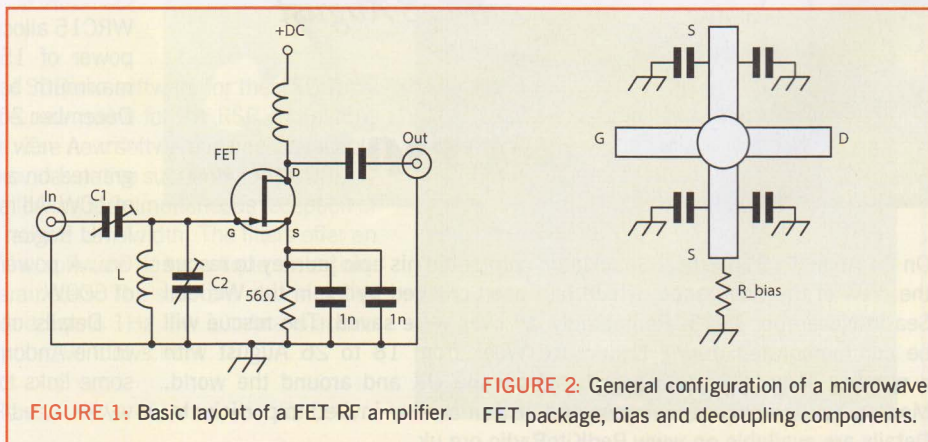 +DC
FET
D
Out
In
C1
G
S
L
C2
56Ω
1n
1n
FIGURE 1: Basic layout of a FET RF amplifier.
S
G
D
S
R_bias
FIGURE 2: General configuration of a microwave
FET package, bias and decoupling components.